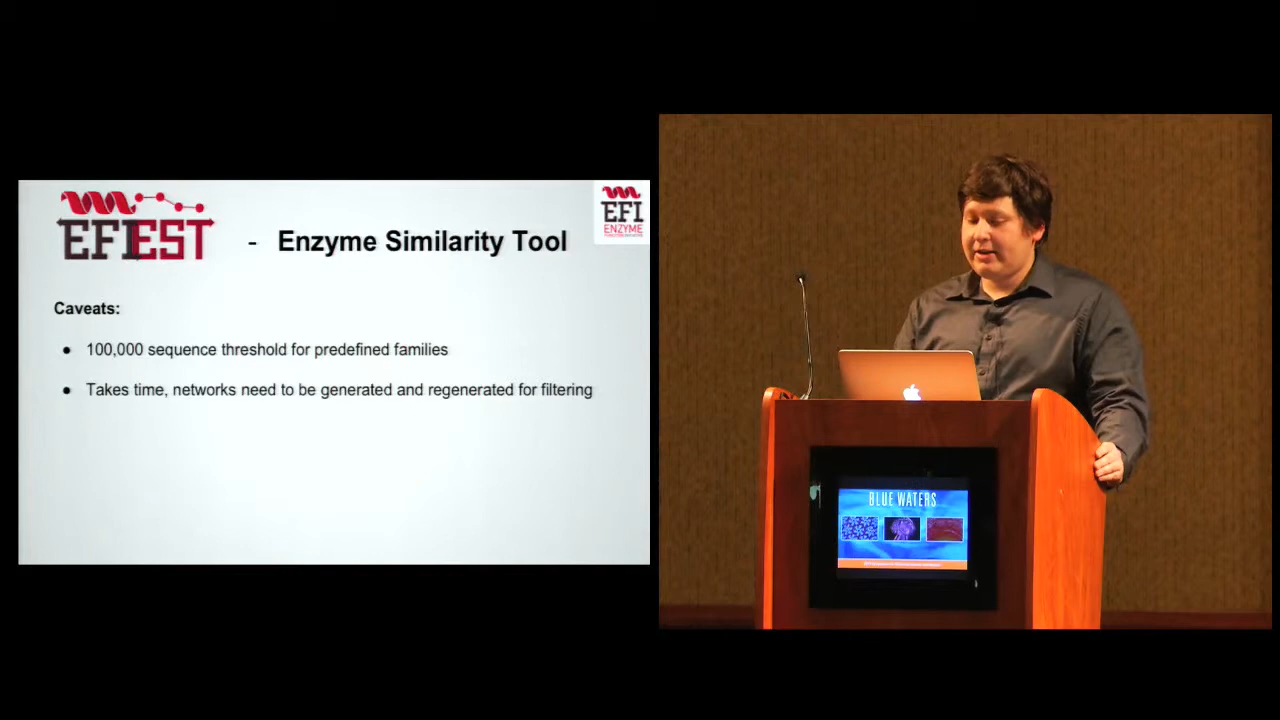 EFIEST
- Enzyme Similarity Tool
EFI
ENZYME
Caveats:
● 100,000 sequence threshold for predefined families
● Takes time, networks need to be generated and regenerated for filtering
BLUE WATERS